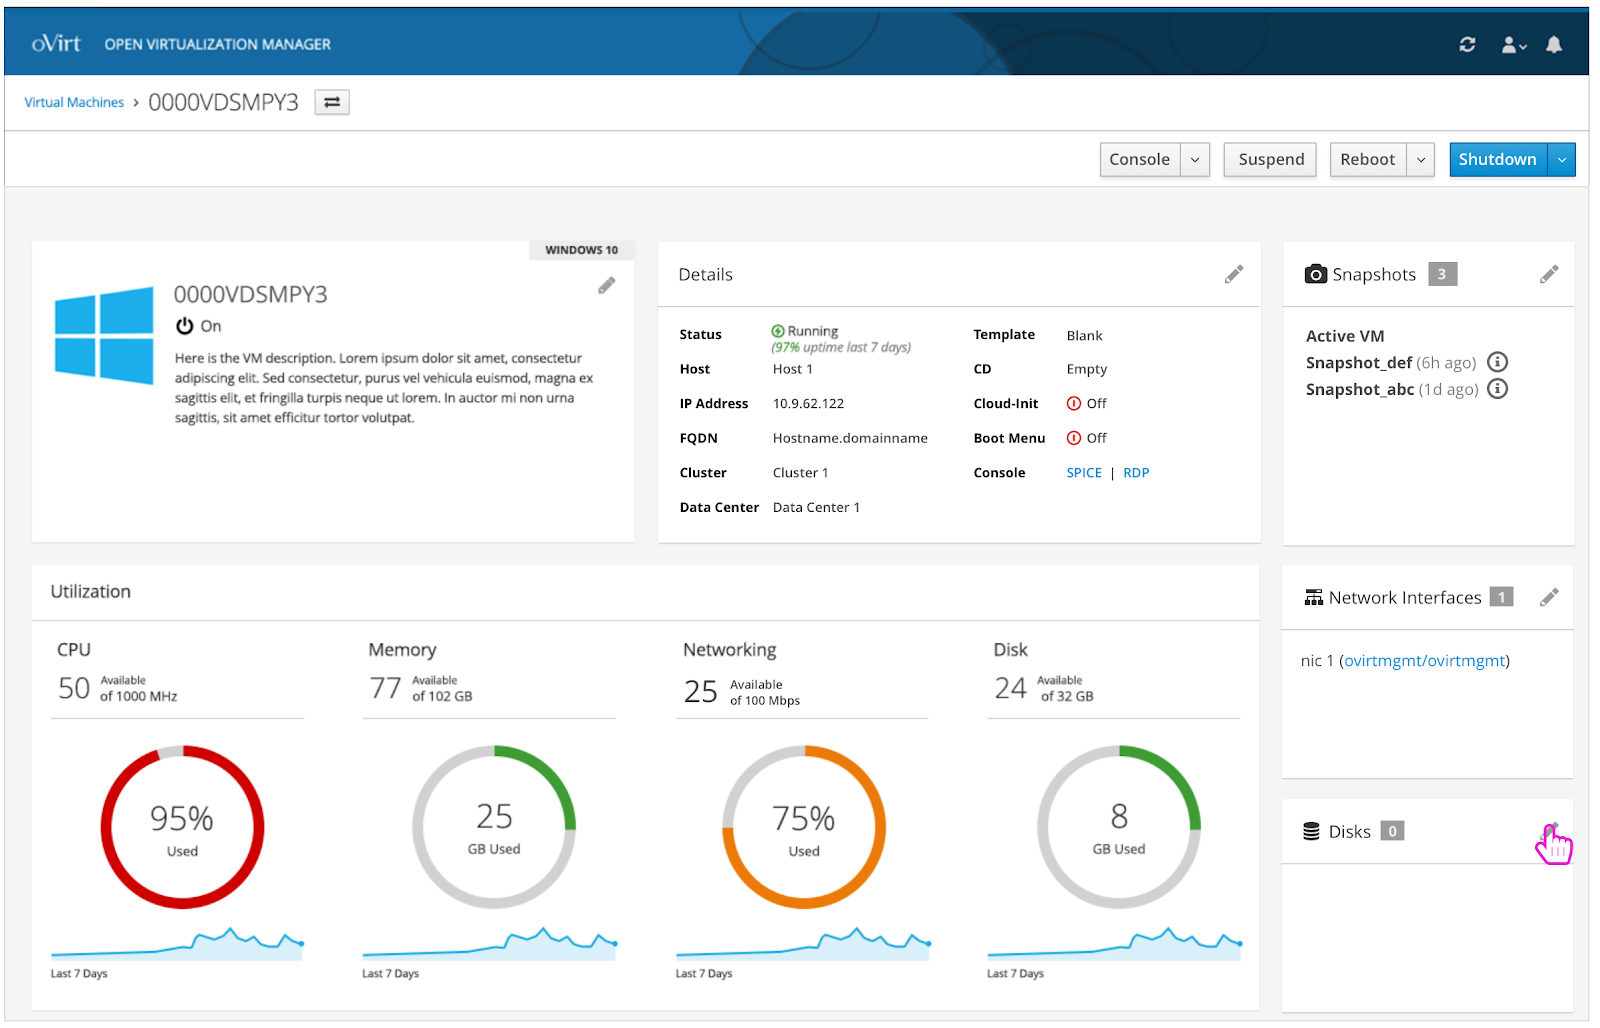 oVirt OPEN VIRTUALIZATION MANAGER
Virtual Machines › 0000VDSMPY3
Console Suspend Reboot Shutdown
WINDOWS 10
0000VDSMPY3
On
Here is the VM description. Lorem ipsum dolor sit amet, consectetur
adipiscing elit. Sed consectetur, purus vel vehicula euismod, magna ex
sagittis elit, et fringilla turpis neque ut lorem. In auctor mi non urna
sagittis, sit amet efficitur tortor volutpat.
Details
Status Running
(97% uptime last 7 days)
Host Host 1
IP Address 10.9.62.122
FQDN Hostname.domainname
Cluster Cluster 1
Data Center Data Center 1
Template Blank
CD Empty
Cloud-Init Off
Boot Menu Off
Console SPICE | RDP
Snapshots 3
Active VM
Snapshot_def (6h ago)
Snapshot_abc (1d ago)
Utilization
CPU
50 Available
of 1000 MHz
95%
Used
Last 7 Days
Memory
77 Available
of 102 GB
25
GB Used
Last 7 Days
Networking
25 Available
of 100 Mbps
75%
Used
Last 7 Days
Disk
24 Available
of 32 GB
8
GB Used
Last 7 Days
Network Interfaces 1
nic 1 (ovirtmgmt/ovirtmgmt)
Disks 0